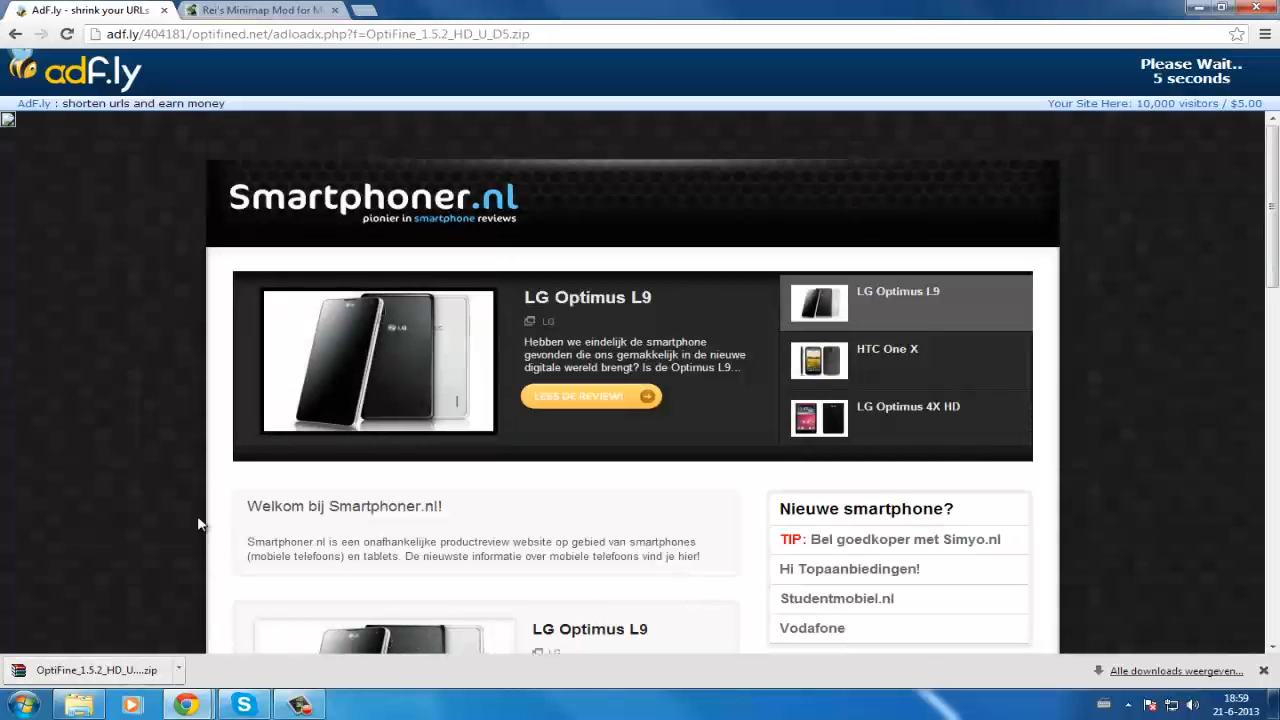 AdF.ly - shrink your URLs
Rei's Minimap Mod for M
adf.ly/404181/optifined.net/adloadx.php?f=OptiFine_1.5.2_HD_U_D5.zip
adf.ly
Please Wait..
5 seconds
AdF.ly : shorten urls and earn money
Your Site Here: 10,000 visitors / $5.00
Smartphoner.nl
pionier in smartphone reviews
LG Optimus L9
LG
Hebben we eindelijk de smartphone
gevonden die ons gemakkelijk in de nieuwe
digitale wereld brengt? Is de Optimus L9...
LEES DE REVIEW!
LG Optimus L9
HTC One X
LG Optimus 4X HD
Welkom bij Smartphoner.nl!
Smartphoner.nl is een onafhankelijke productreview website op gebied van smartphones
(mobiele telefoons) en tablets. De nieuwste informatie over mobiele telefoons vind je hier!
Nieuwe smartphone?
TIP: Bel goedkoper met Simyo.nl
Hi Topaanbiedingen!
Studentmobiel.nl
Vodafone
LG Optimus L9
OptiFine_1.5.2_HD_U....zip
Alle downloads weergeven...
18:59
21-6-2013